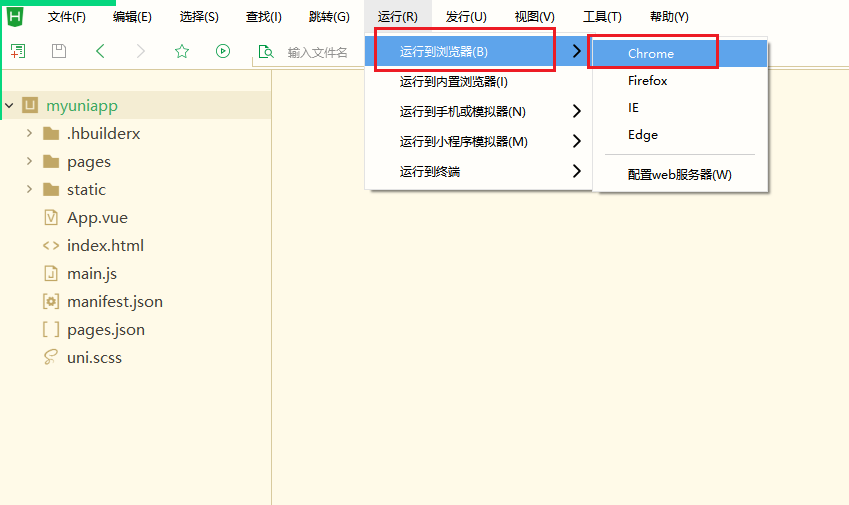 文件(F) 编辑(E) 选择(S) 查找(I) 跳转(G) 运行(R) 发行(U) 视图(V) 工具(T) 帮助(Y)
输入文件名
运行到浏览器(B)
运行到内置浏览器(I)
运行到手机或模拟器(N)
运行到小程序模拟器(M)
运行到终端
Chrome
Firefox
IE
Edge
配置web服务器(W)
myuniapp
.hbuilderx
pages
static
App.vue
index.html
main.js
manifest.json
pages.json
uni.scss